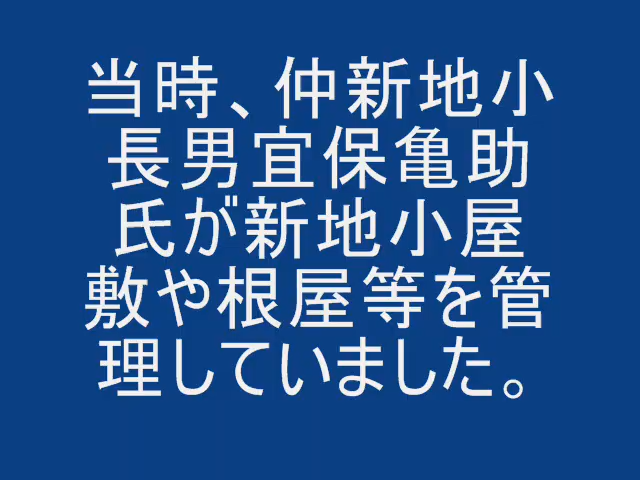 当時、仲新地小
長男宜保亀助
氏が新地小屋
敷や根屋等を管
理していました。